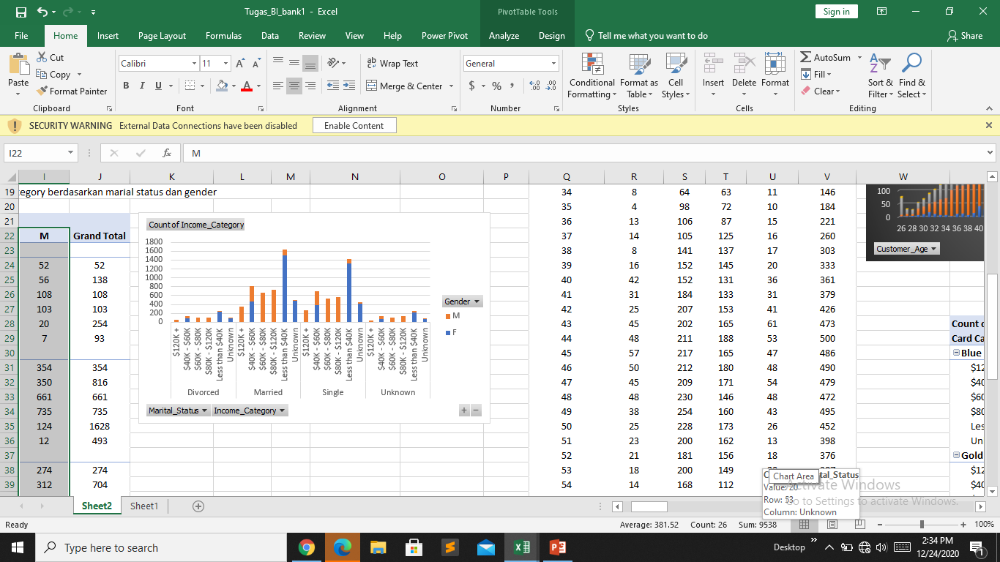 Tugas_BI_bank1 - Excel
PivotTable Tools
Sign in
File Home Insert Page Layout Formulas Data Review View Help Power Pivot Analyze Design Tell me what you want to do Share
Paste
Cut
Copy
Format Painter
Clipboard
Calibri 11
B I U
Font
Wrap Text
Merge & Center
Alignment
General
$ % ,
Number
Conditional Formatting
Format as Table
Cell Styles
Styles
Insert Delete Format
Cells
AutoSum
Fill
Clear
Sort & Filter
Find & Select
Editing
SECURITY WARNING External Data Connections have been disabled Enable Content
I22 fx M
I J K L M N O P Q R S T U V W
19 egory berdasarkan marial status dan gender 34 8 64 63 11 146
20 35 4 98 72 10 184
21 36 13 106 87 15 221
22 M Grand Total 37 14 105 125 16 260
23 38 8 141 137 17 303
24 52 52 39 16 152 145 20 333
25 56 138 40 42 152 131 36 361
26 108 108 41 31 184 133 31 379
27 103 103 42 25 207 153 41 426
28 20 254 43 45 202 165 61 473
29 7 93 44 48 211 188 53 500
30 45 57 217 165 47 486
31 354 354 46 50 212 180 48 490
32 350 816 47 45 209 171 54 479
33 661 661 48 48 230 146 48 472
34 735 735 49 38 254 160 43 495
35 124 1628 50 25 228 173 26 452
36 12 493 51 23 200 162 13 398
37 52 21 181 156 18 376
38 274 274 53 18 200 149
39 312 704 54 14 168 112
Count of Income_Category
1800
1600
1400
1200
1000
800
600
400
200
0
$120K + $40K - $60K $60K - $80K $80K - $120K Less than $40K Unknown
$120K + $40K - $60K $60K - $80K $80K - $120K Less than $40K Unknown
$120K + $40K - $60K $60K - $80K $80K - $120K Less than $40K Unknown
$120K + $40K - $60K $60K - $80K $80K - $120K Less than $40K Unknown
Divorced Married Single Unknown
Gender
M
F
Marital_Status Income_Category
+ −
100
50
0
26 28 30 32 34 36 38 40
Customer_Age
Count o
Card Ca
Blue
$12
$40
$60
$80
Les
Un
Gold
$12
$40
Chart Area
tal_Status
Value: 20
Row: 53
Column: Unknown
Activate Windows
Go to Settings to activate Windows.
Sheet2 Sheet1
Ready Average: 381.52 Count: 26 Sum: 9538 100%
Type here to search
Desktop
2:34 PM
12/24/2020
1